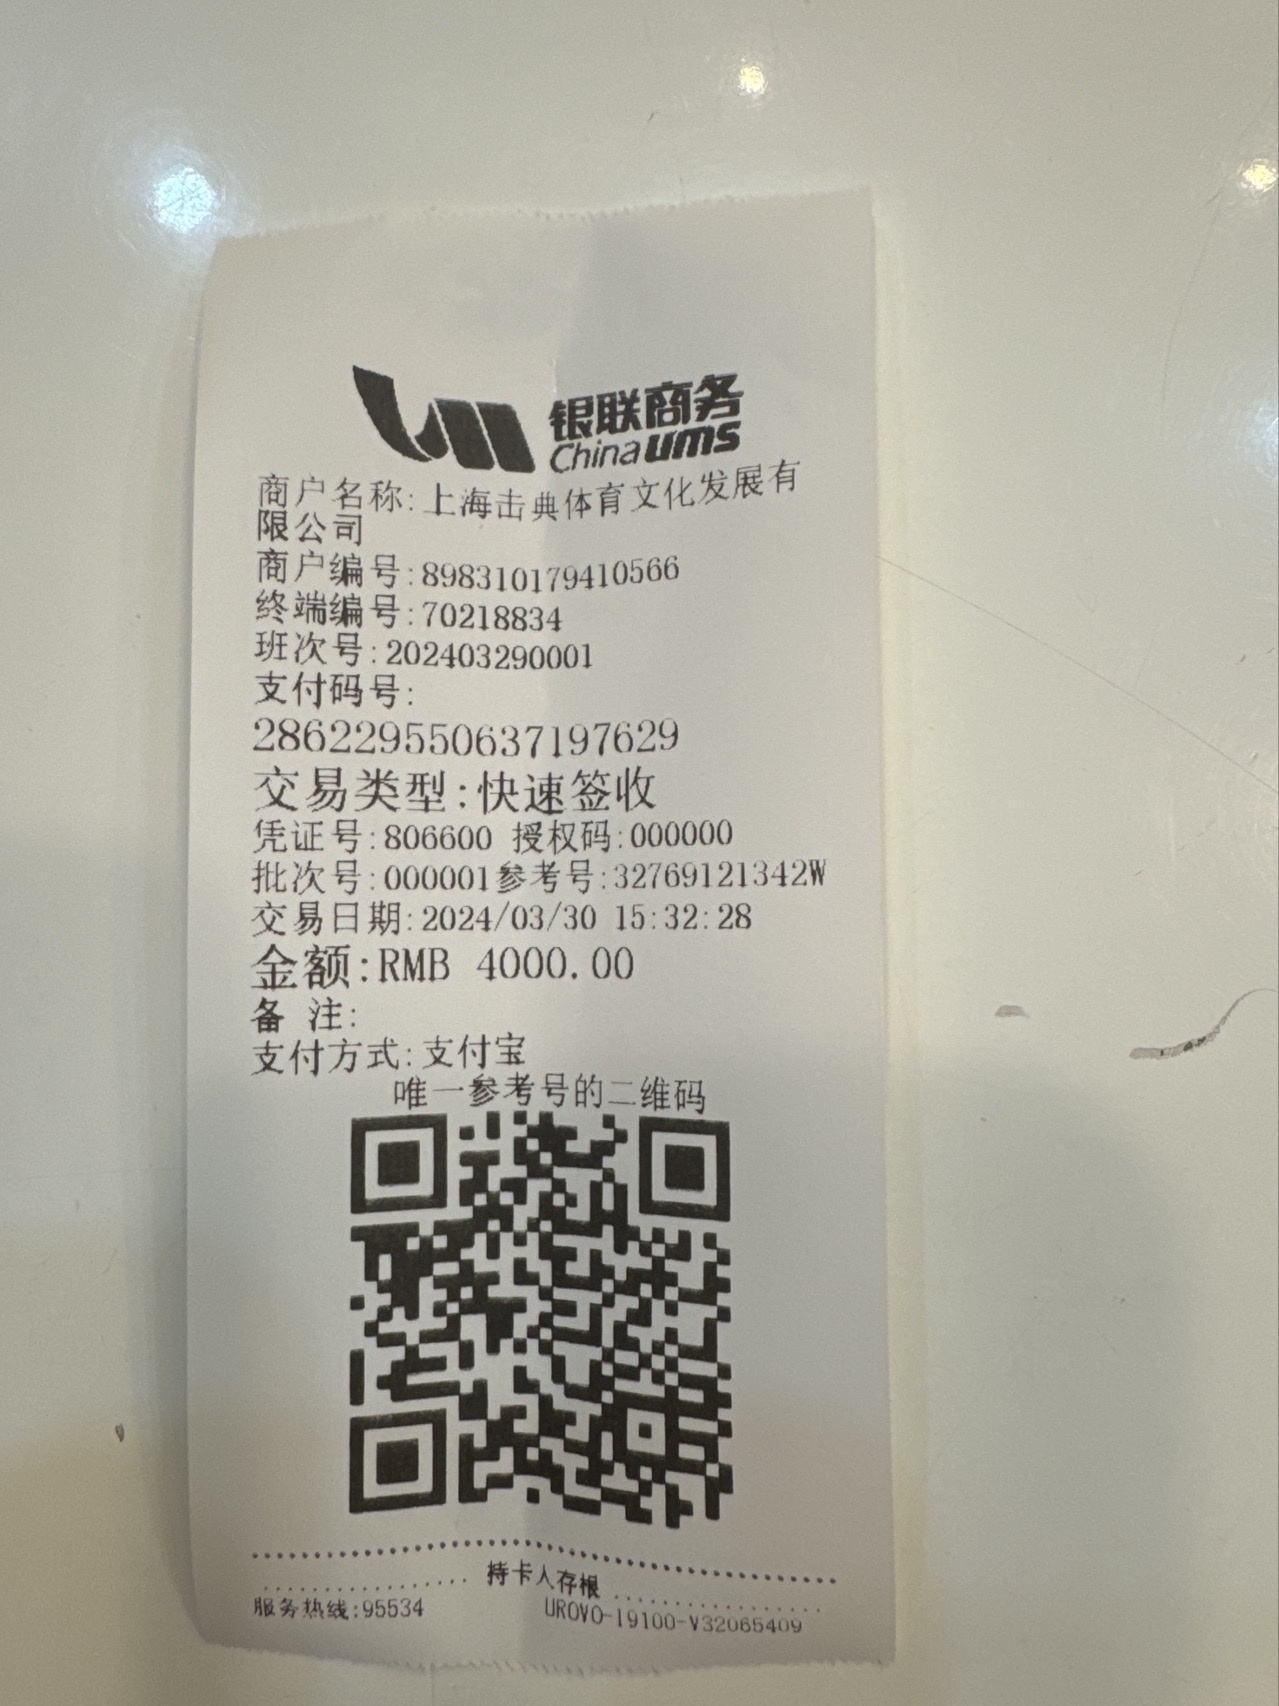 银联商务
Chinaums
商户名称:上海击典体育文化发展有
限公司
商户编号:898310179410566
终端编号:70218834
班次号:202403290001
支付码号:
286229550637197629
交易类型:快速签收
凭证号:806600 授权码:000000
批次号:000001参考号:32769121342W
交易日期:2024/03/30 15:32:28
金额:RMB 4000.00
备 注:
支付方式:支付宝
唯一参考号的二维码
持卡人存根
服务热线:95534 UROVO-I9100-V32065409